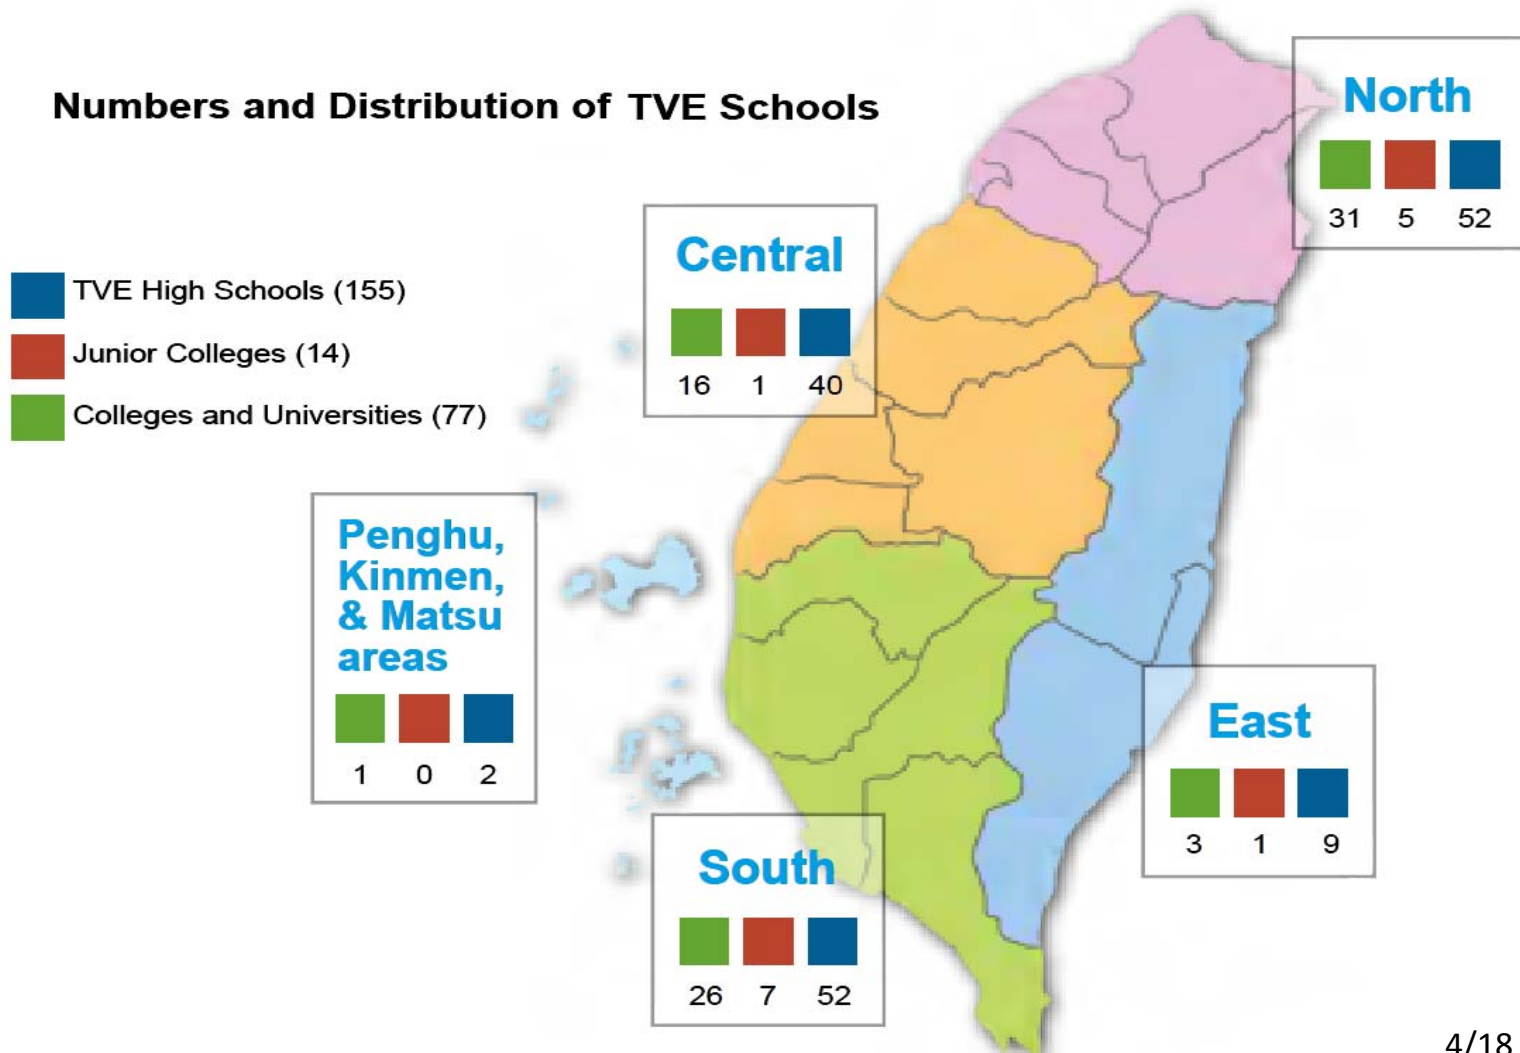 Numbers and Distribution of TVE Schools
North
31 5 52
Central
16 1 40
TVE High Schools (155)
Junior Colleges (14)
Colleges and Universities (77)
Penghu,
Kinmen,
& Matsu
areas
1 0 2
East
3 1 9
South
26 7 52
4/18